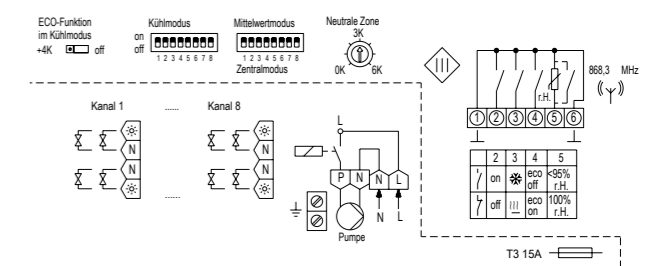 ECO-Funktion
im Kühlmodus
+4K off
Kühlmodus
on
off
1 2 3 4 5 6 7 8
Mittelwertmodus
1 2 3 4 5 6 7 8
Zentralmodus
Neutrale Zone
3K
0K 6K
868,3 MHz
r.H.
1 2 3 4 5 6
Kanal 1 ...... Kanal 8
N N
......
L
P N N L
N L
Pumpe
2 3 4 5
on eco off <95% r.H.
off eco on 100% r.H.
T3 15A